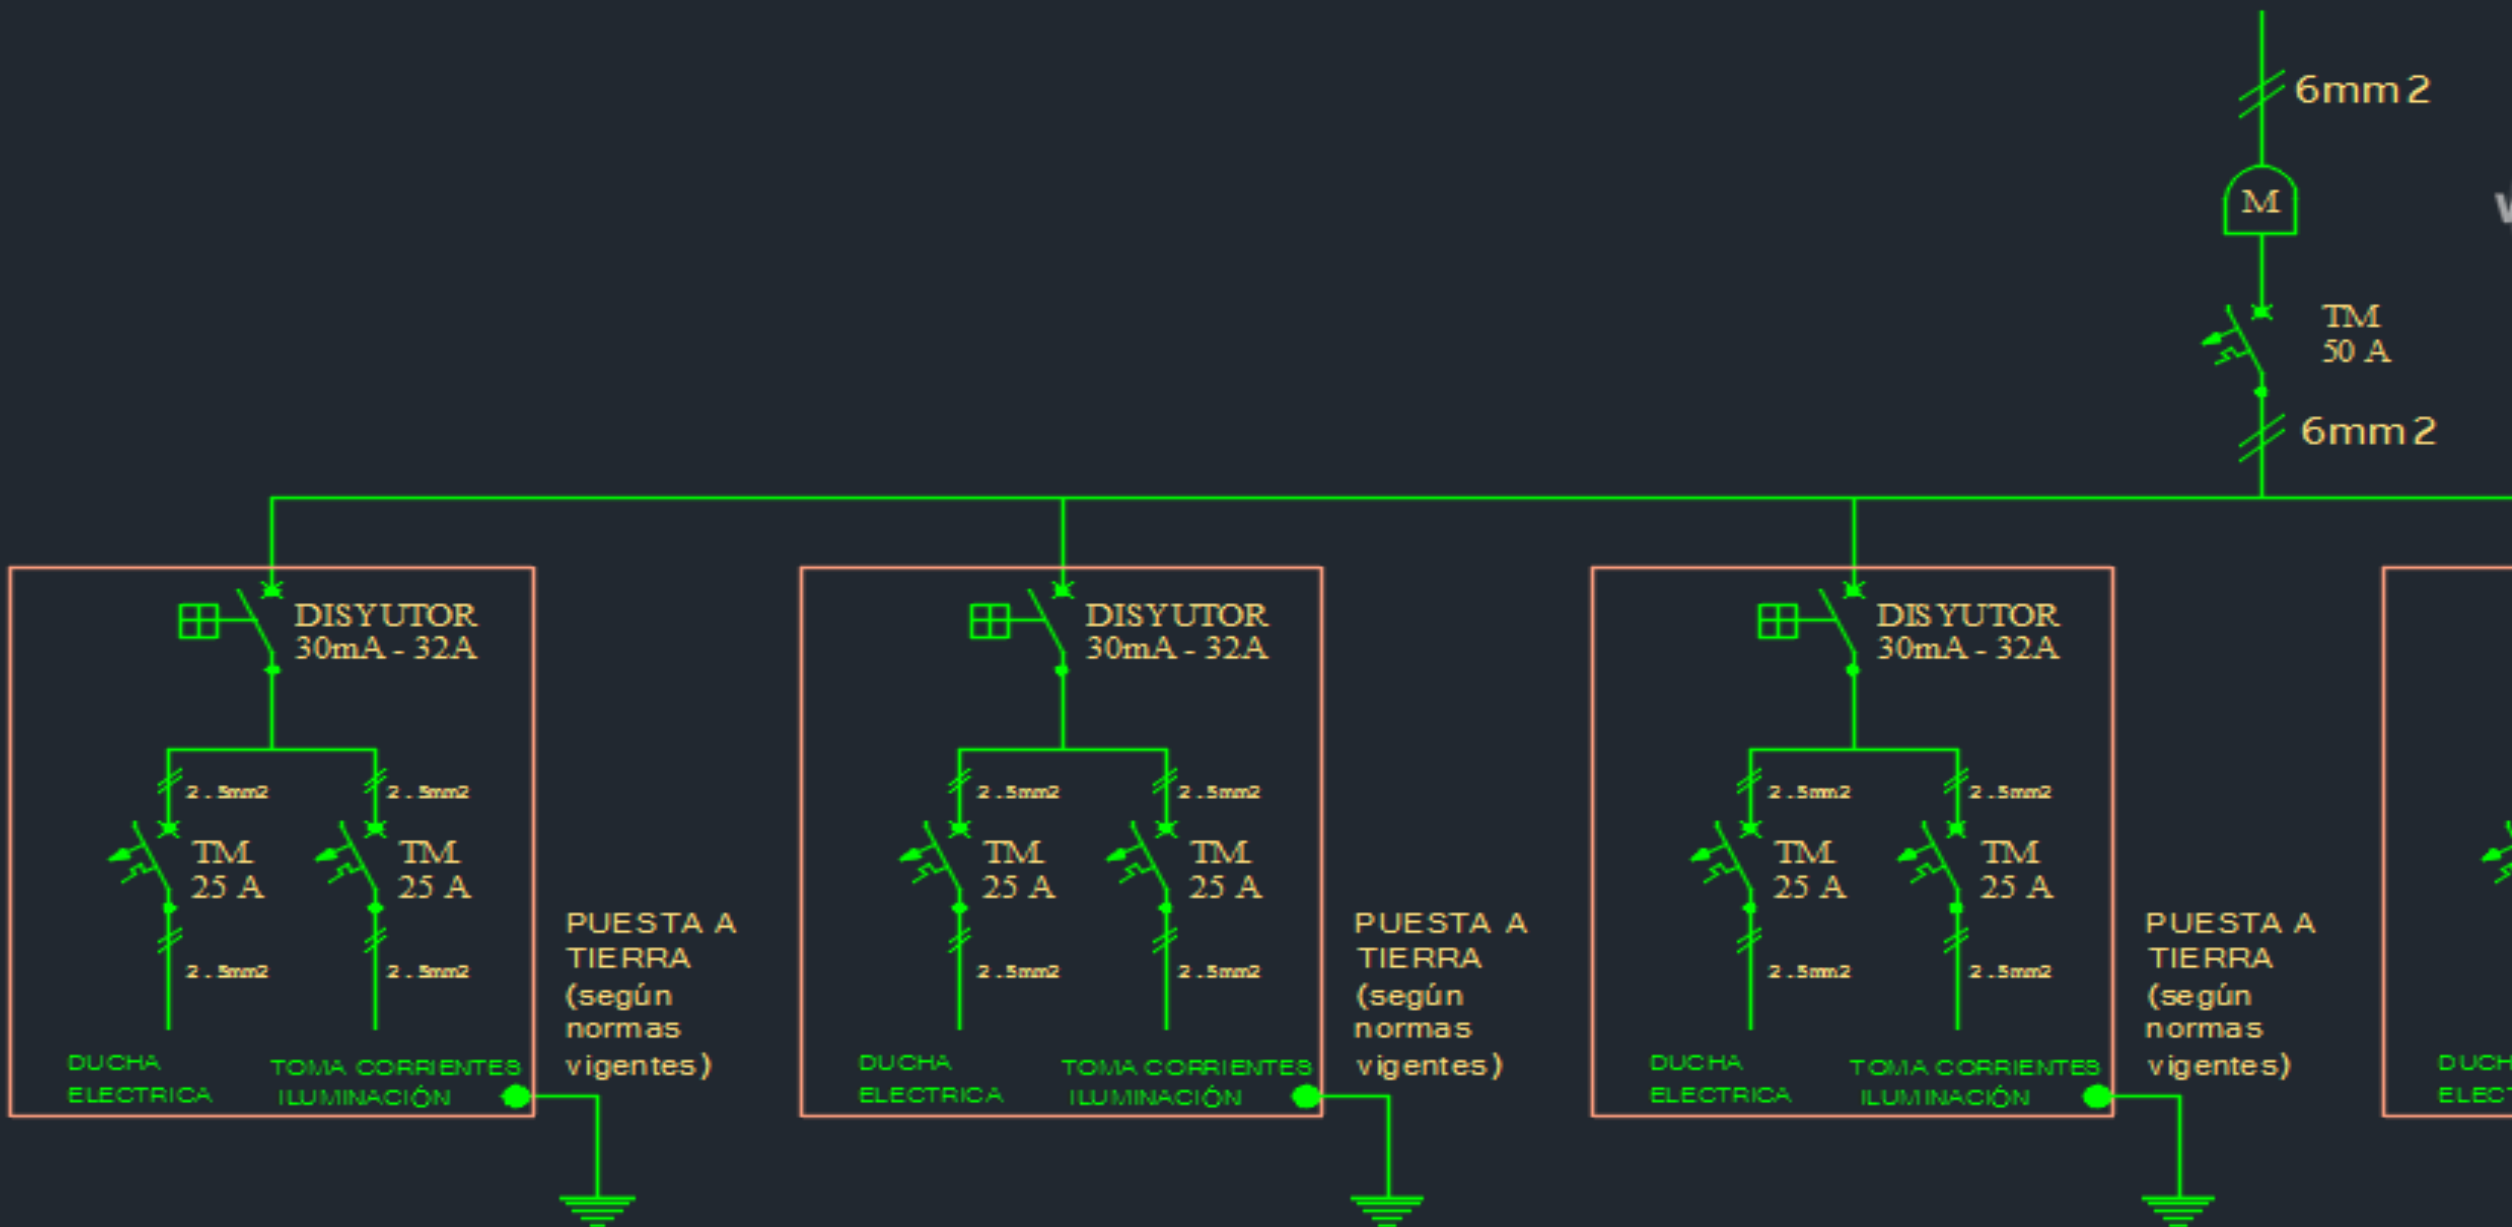 6mm2
M
TM
50 A
6mm2
DISYUTOR
30mA - 32A
2.5mm2
2.5mm2
TM
25 A
TM
25 A
2.5mm2
2.5mm2
DUCHA
ELECTRICA
TOMA CORRIENTES
ILUMINACIÓN
PUESTA A
TIERRA
(según
normas
vigentes)
DISYUTOR
30mA - 32A
2.5mm2
2.5mm2
TM
25 A
TM
25 A
2.5mm2
2.5mm2
DUCHA
ELECTRICA
TOMA CORRIENTES
ILUMINACIÓN
PUESTA A
TIERRA
(según
normas
vigentes)
DISYUTOR
30mA - 32A
2.5mm2
2.5mm2
TM
25 A
TM
25 A
2.5mm2
2.5mm2
DUCHA
ELECTRICA
TOMA CORRIENTES
ILUMINACIÓN
PUESTA A
TIERRA
(según
normas
vigentes)